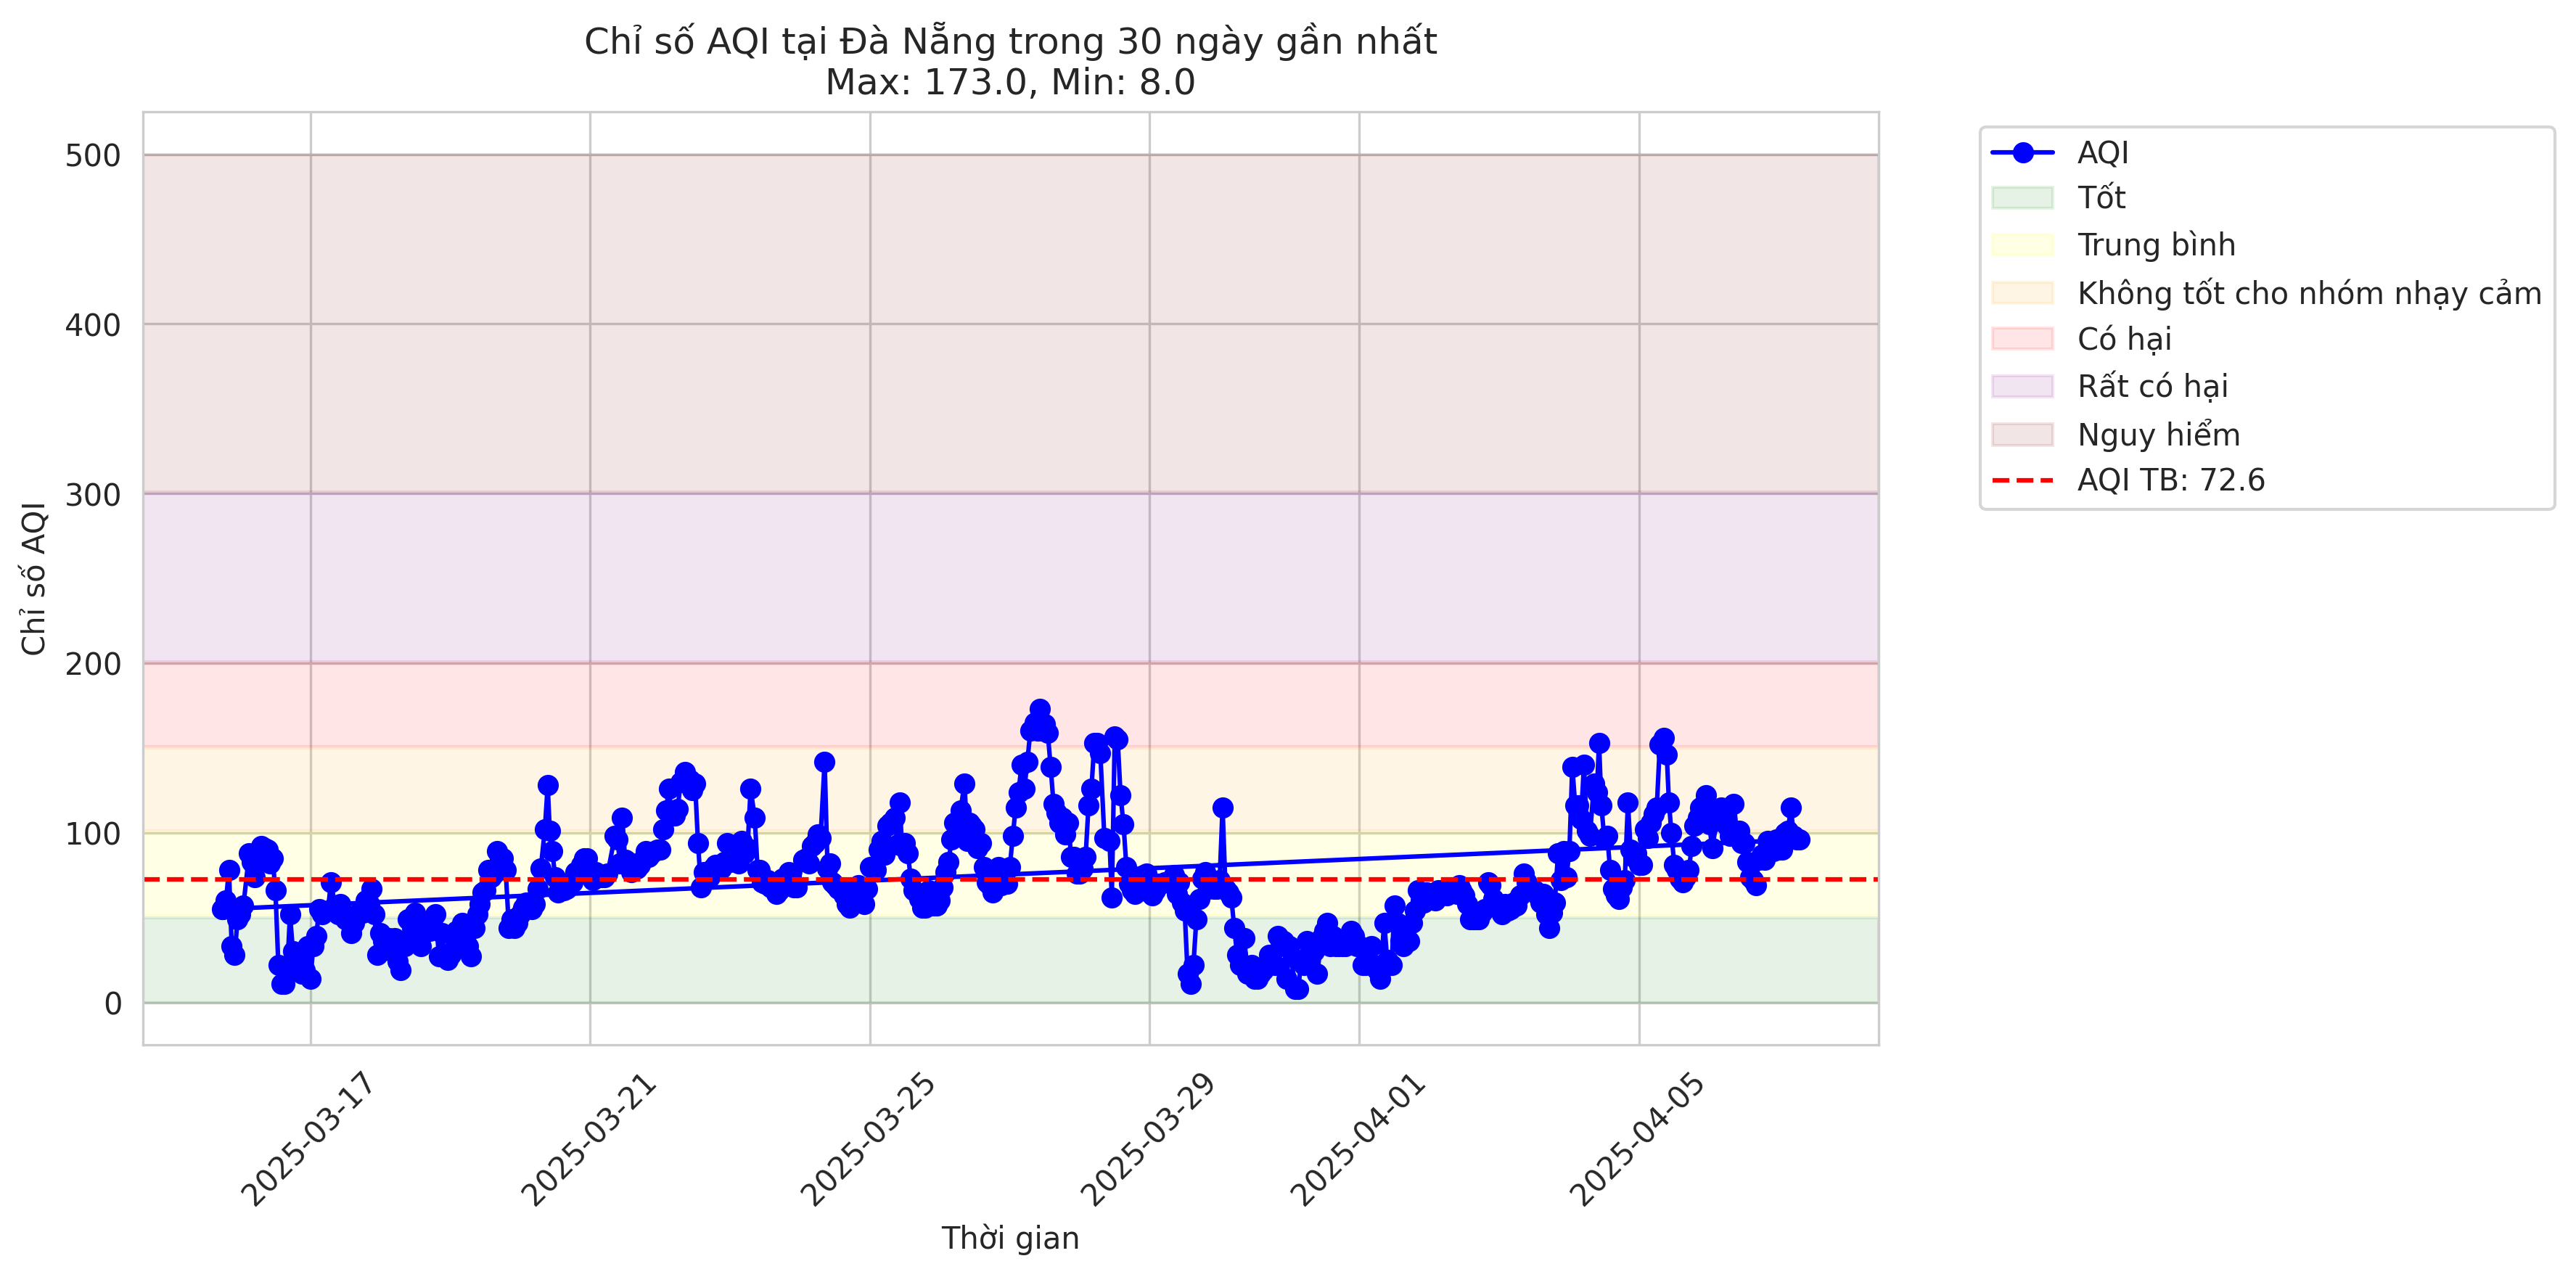 Chỉ số AQI tại Đà Nẵng trong 30 ngày gần nhất
Max: 173.0, Min: 8.0
Chỉ số AQI
500
400
300
200
100
0
2025-03-17
2025-03-21
2025-03-25
2025-03-29
2025-04-01
2025-04-05
Thời gian
AQI
Tốt
Trung bình
Không tốt cho nhóm nhạy cảm
Có hại
Rất có hại
Nguy hiểm
AQI TB: 72.6